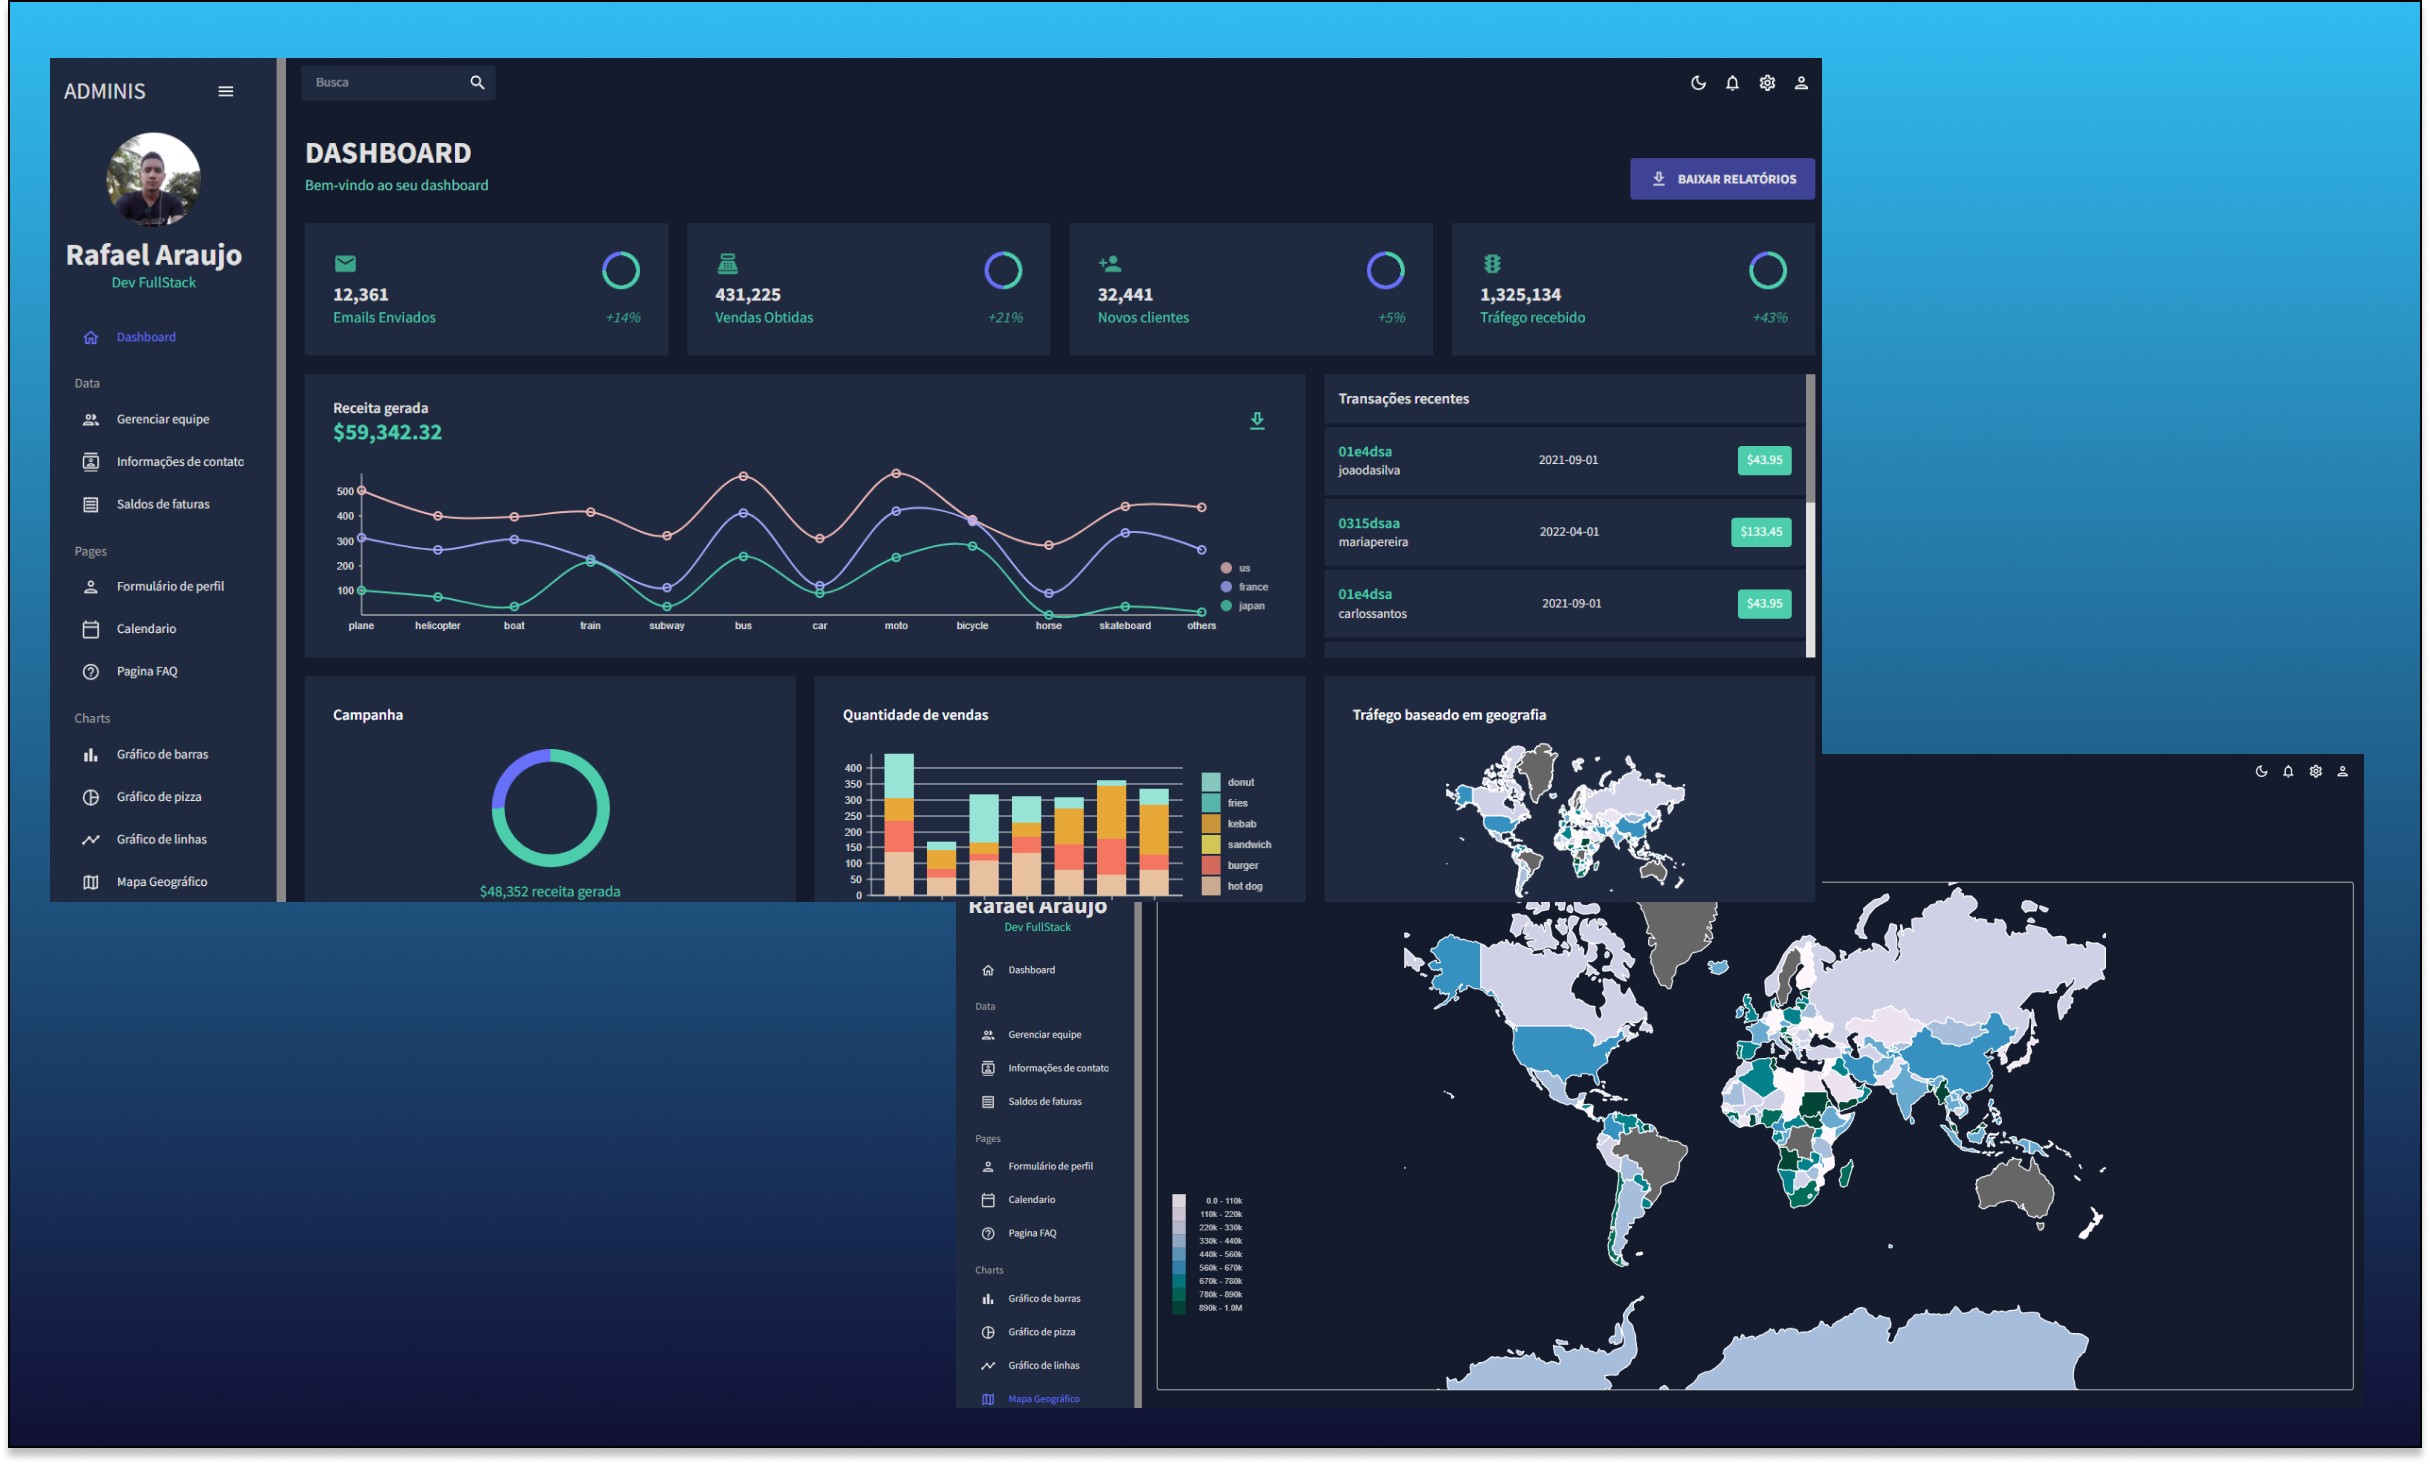 ADMINIS
Rafael Araujo
Dev FullStack
Dashboard
Data
Gerenciar equipe
Informações de contato
Saldos de faturas
Pages
Formulário de perfil
Calendario
Pagina FAQ
Charts
Gráfico de barras
Gráfico de pizza
Gráfico de linhas
Mapa Geográfico
Busca
DASHBOARD
Bem-vindo ao seu dashboard
BAIXAR RELATÓRIOS
12,361
Emails Enviados
+14%
431,225
Vendas Obtidas
+21%
32,441
Novos clientes
+5%
1,325,134
Tráfego recebido
+43%
Receita gerada
$59,342.32
500
400
300
200
100
plane helicopter boat train subway bus car moto bicycle horse skateboard others
us
france
japan
Transações recentes
01e4dsa
joaodasilva
2021-09-01
$43.95
0315dsaa
mariapereira
2022-04-01
$133.45
01e4dsa
carlossantos
2021-09-01
$43.95
Campanha
$48,352 receita gerada
Quantidade de vendas
400
350
300
250
200
150
100
50
0
donut
fries
kebab
sandwich
burger
hot dog
Tráfego baseado em geografia
Rafael Araujo
Dev FullStack
Dashboard
Data
Gerenciar equipe
Informações de contato
Saldos de faturas
Pages
Formulário de perfil
Calendario
Pagina FAQ
Charts
Gráfico de barras
Gráfico de pizza
Gráfico de linhas
Mapa Geográfico
0.0 - 110k
110k - 220k
220k - 330k
330k - 440k
440k - 560k
560k - 670k
670k - 780k
780k - 890k
890k - 1.0M